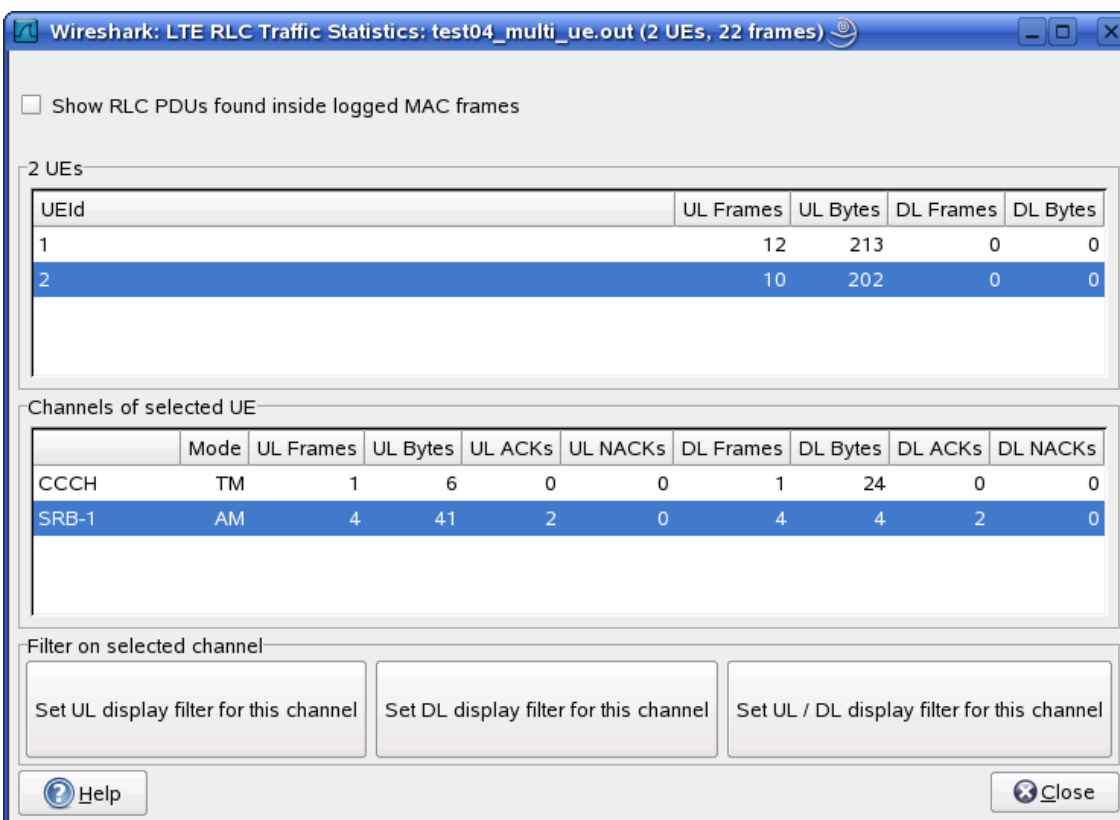 Wireshark: LTE RLC Traffic Statistics: test04_multi_ue.out (2 UEs, 22 frames)
Show RLC PDUs found inside logged MAC frames
2 UEs
UEId UL Frames UL Bytes DL Frames DL Bytes
1 12 213 0 0
2 10 202 0 0
Channels of selected UE
Mode UL Frames UL Bytes UL ACKs UL NACKs DL Frames DL Bytes DL ACKs DL NACKs
CCCH TM 1 6 0 0 1 24 0 0
SRB-1 AM 4 41 2 0 4 4 2 0
Filter on selected channel
Set UL display filter for this channel Set DL display filter for this channel Set UL / DL display filter for this channel
Help Close